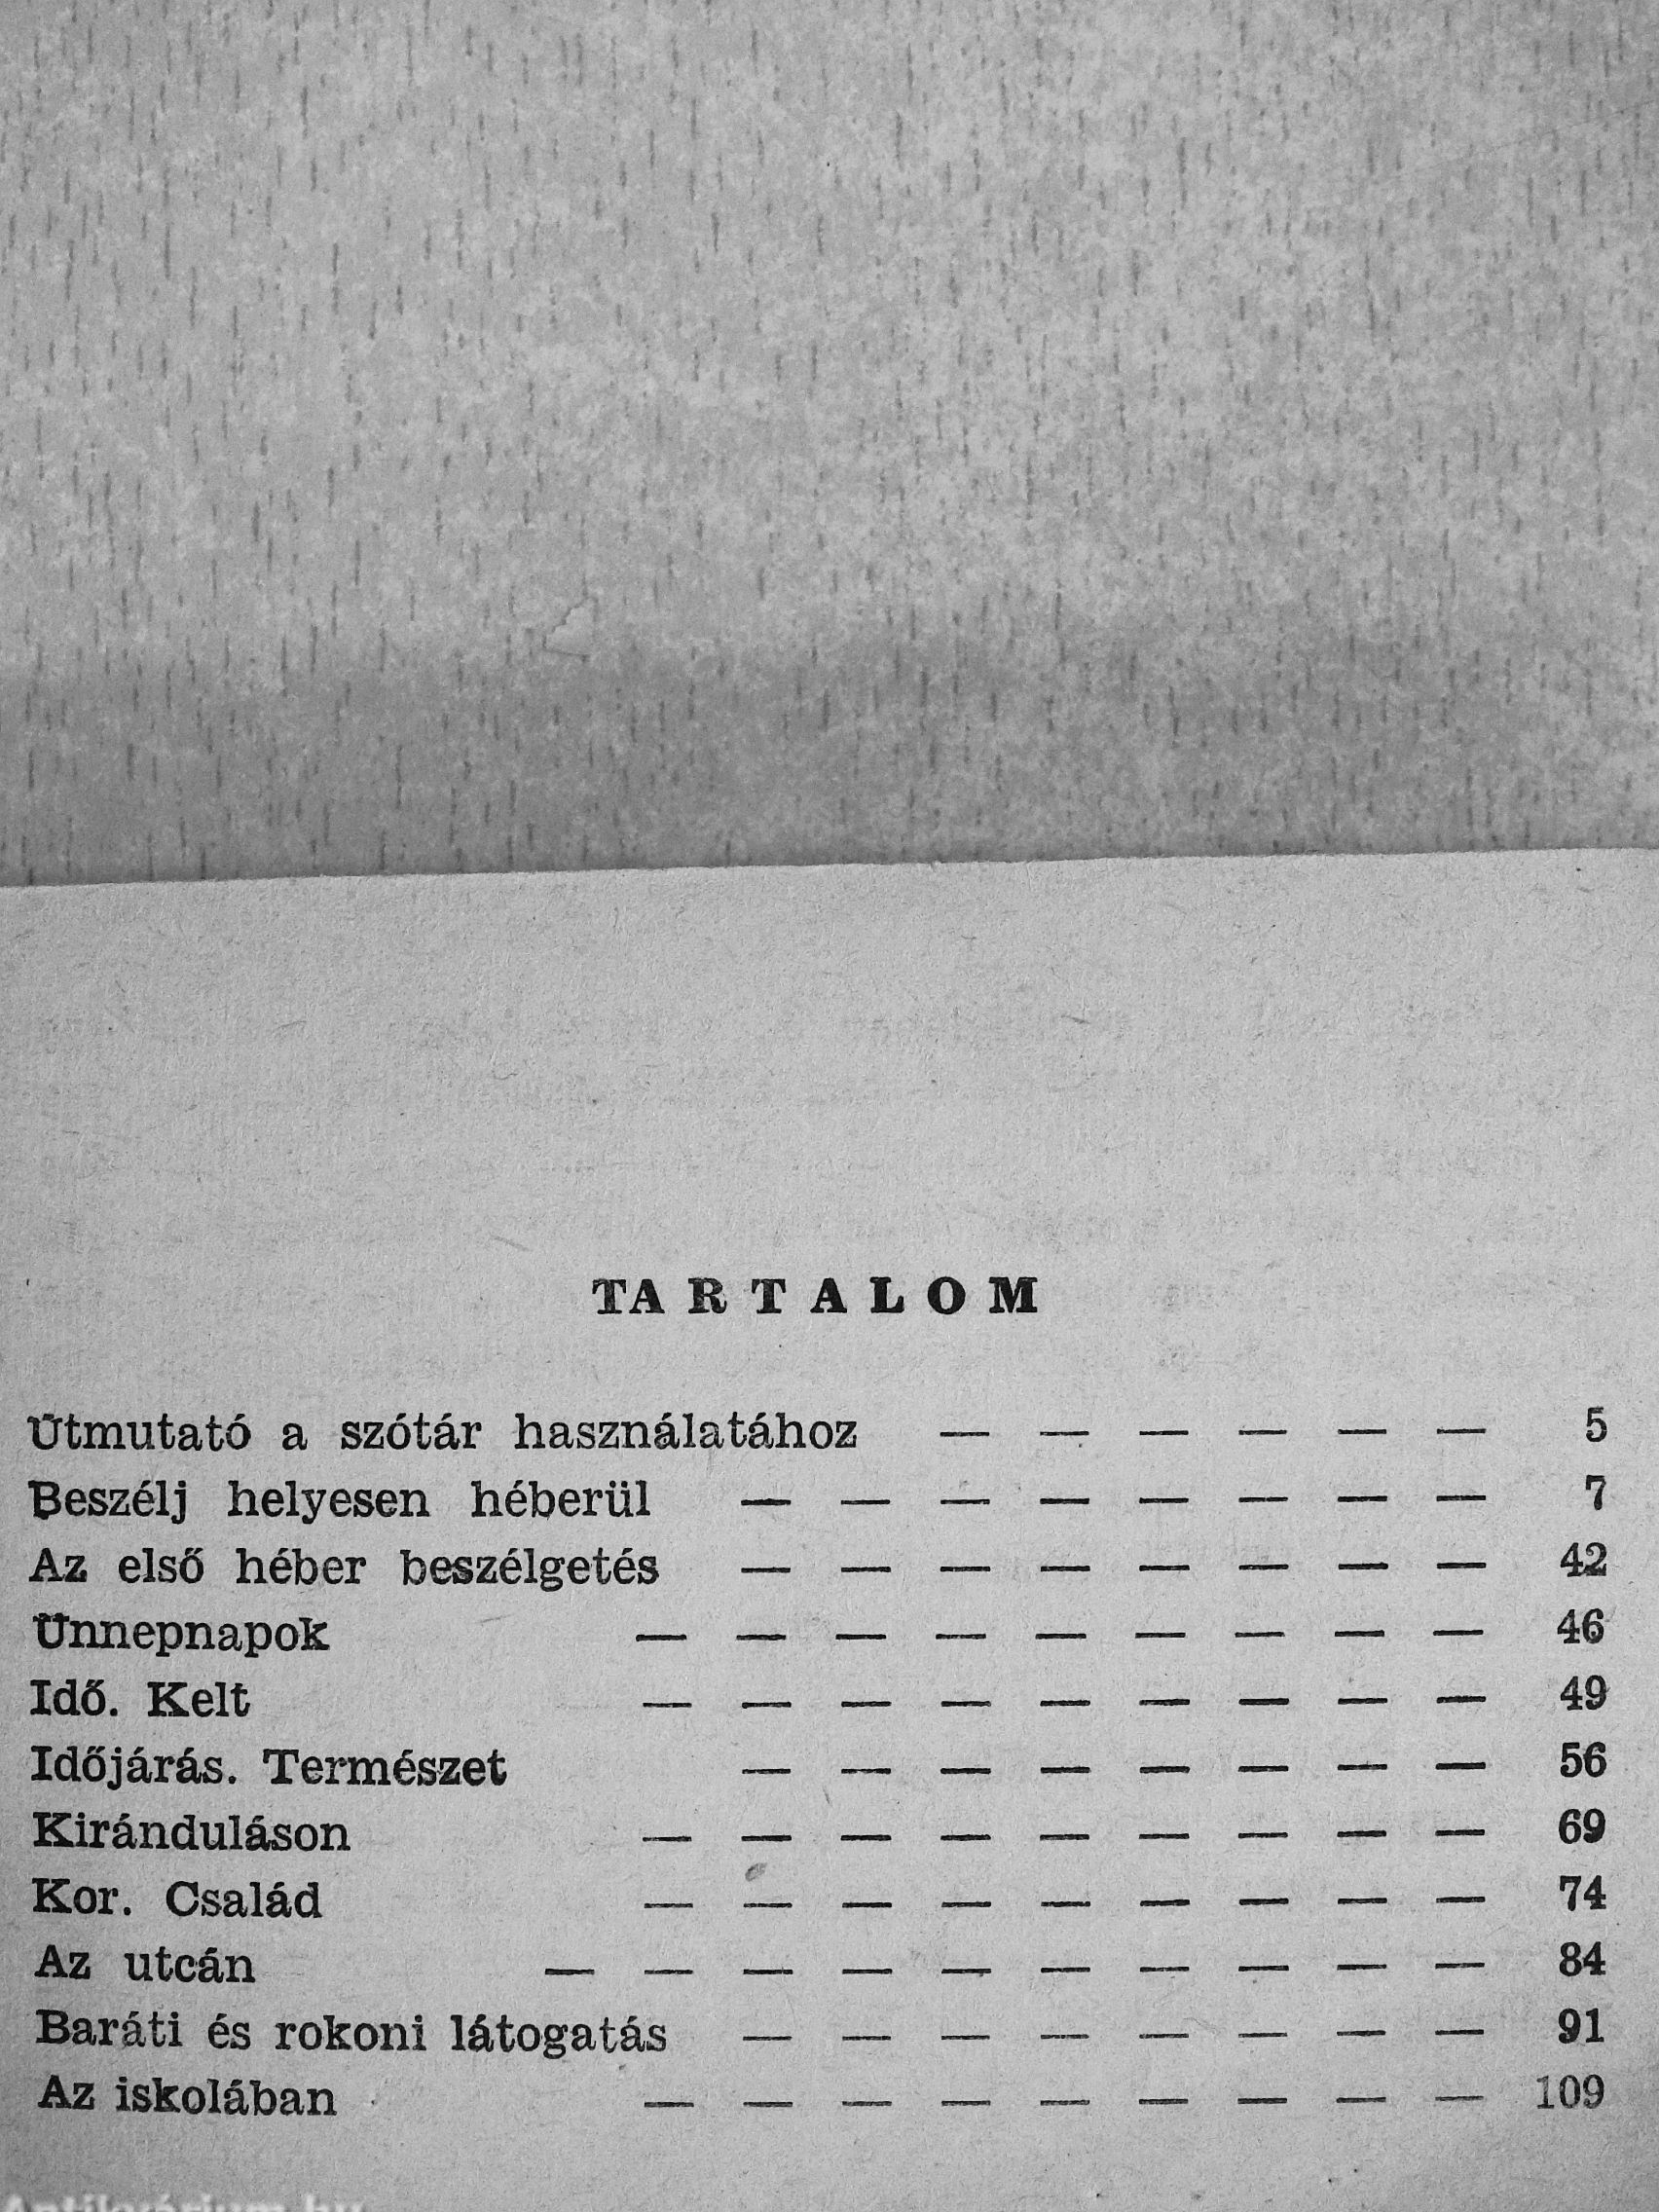 TARTALOM
Útmutató a szótár használatához — — — — — — 5
Beszélj helyesen héberül — — — — — — — — 7
Az első héber beszélgetés — — — — — — — — 42
Ünnepnapok — — — — — — — — — 46
Idő. Kelt — — — — — — — — — 49
Időjárás. Természet — — — — — — — — 56
Kiránduláson — — — — — — — — — 69
Kor. Család — — — — — — — — — 74
Az utcán — — — — — — — — — — 84
Baráti és rokoni látogatás — — — — — — — — 91
Az iskolában — — — — — — — — — 109
Antikvárium.hu